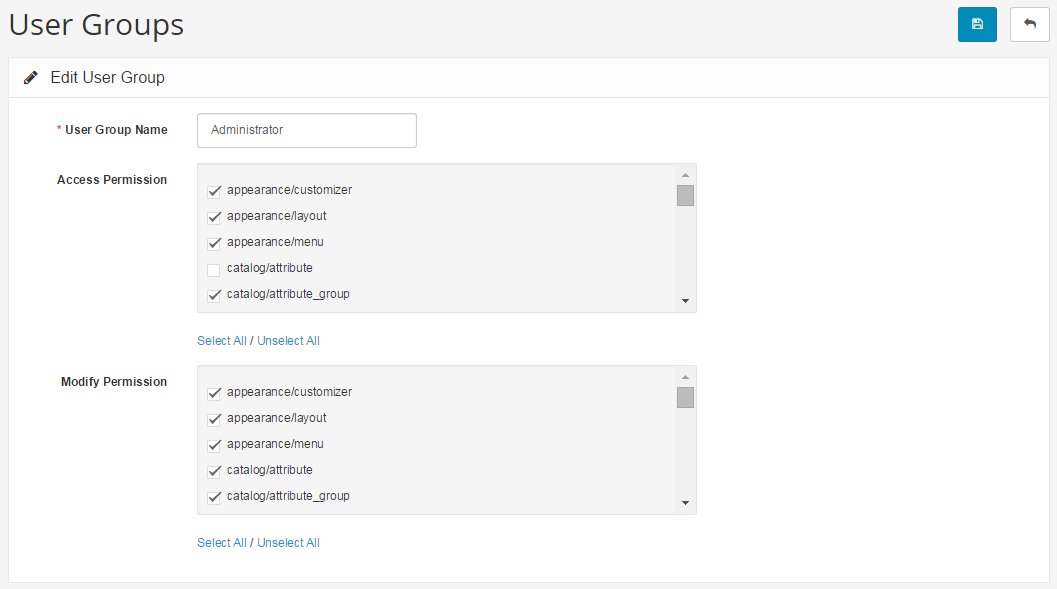 User Groups
Edit User Group
* User Group Name
Administrator
Access Permission
appearance/customizer
appearance/layout
appearance/menu
catalog/attribute
catalog/attribute_group
Select All / Unselect All
Modify Permission
appearance/customizer
appearance/layout
appearance/menu
catalog/attribute
catalog/attribute_group
Select All / Unselect All